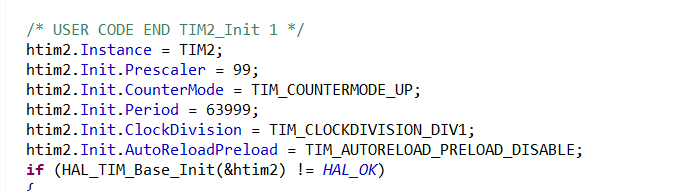 /* USER CODE END TIM2_Init 1 */
htim2.Instance = TIM2;
htim2.Init.Prescaler = 99;
htim2.Init.CounterMode = TIM_COUNTERMODE_UP;
htim2.Init.Period = 63999;
htim2.Init.ClockDivision = TIM_CLOCKDIVISION_DIV1;
htim2.Init.AutoReloadPreload = TIM_AUTORELOAD_PRELOAD_DISABLE;
if (HAL_TIM_Base_Init(&htim2) != HAL_OK)
{